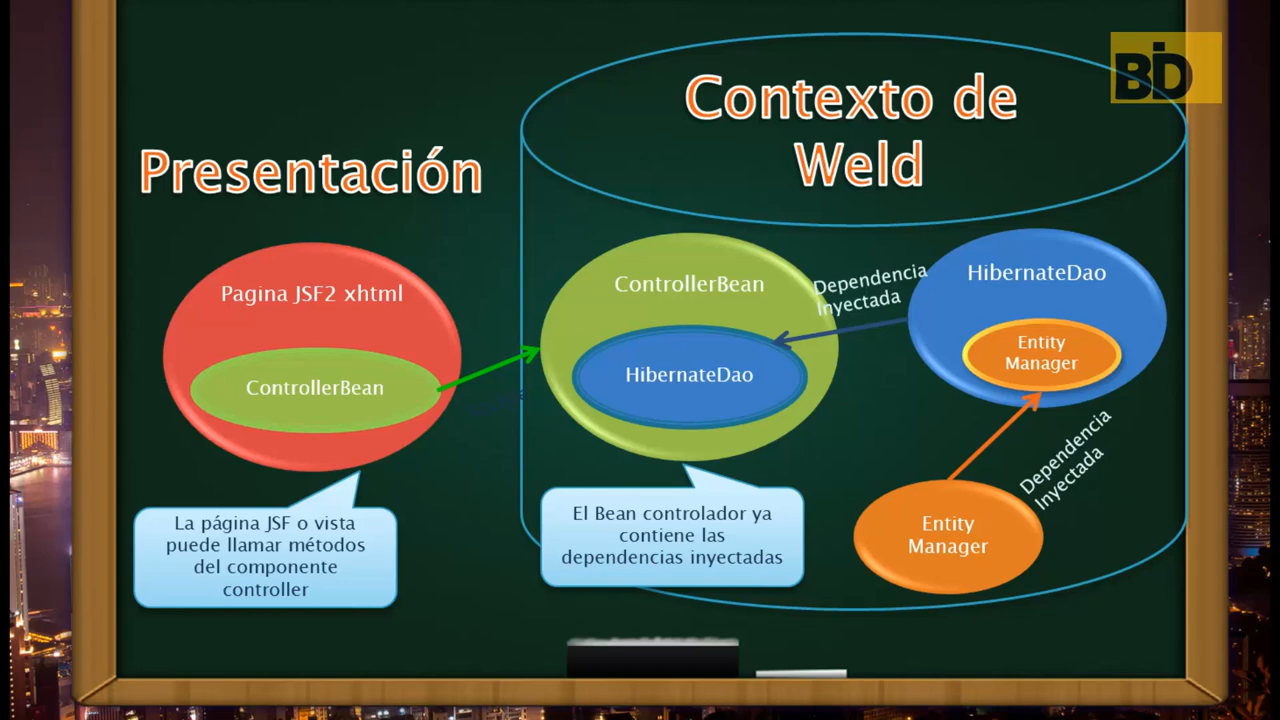 BID
Contexto de
Weld
Presentación
Pagina JSF2 xhtml
ControllerBean
ControllerBean
HibernateDao
Dependencia
Inyectada
HibernateDao
Entity
Manager
Dependencia
Inyectada
Entity
Manager
La página JSF o vista
puede llamar métodos
del componente
controller
El Bean controlador ya
contiene las
dependencias inyectadas